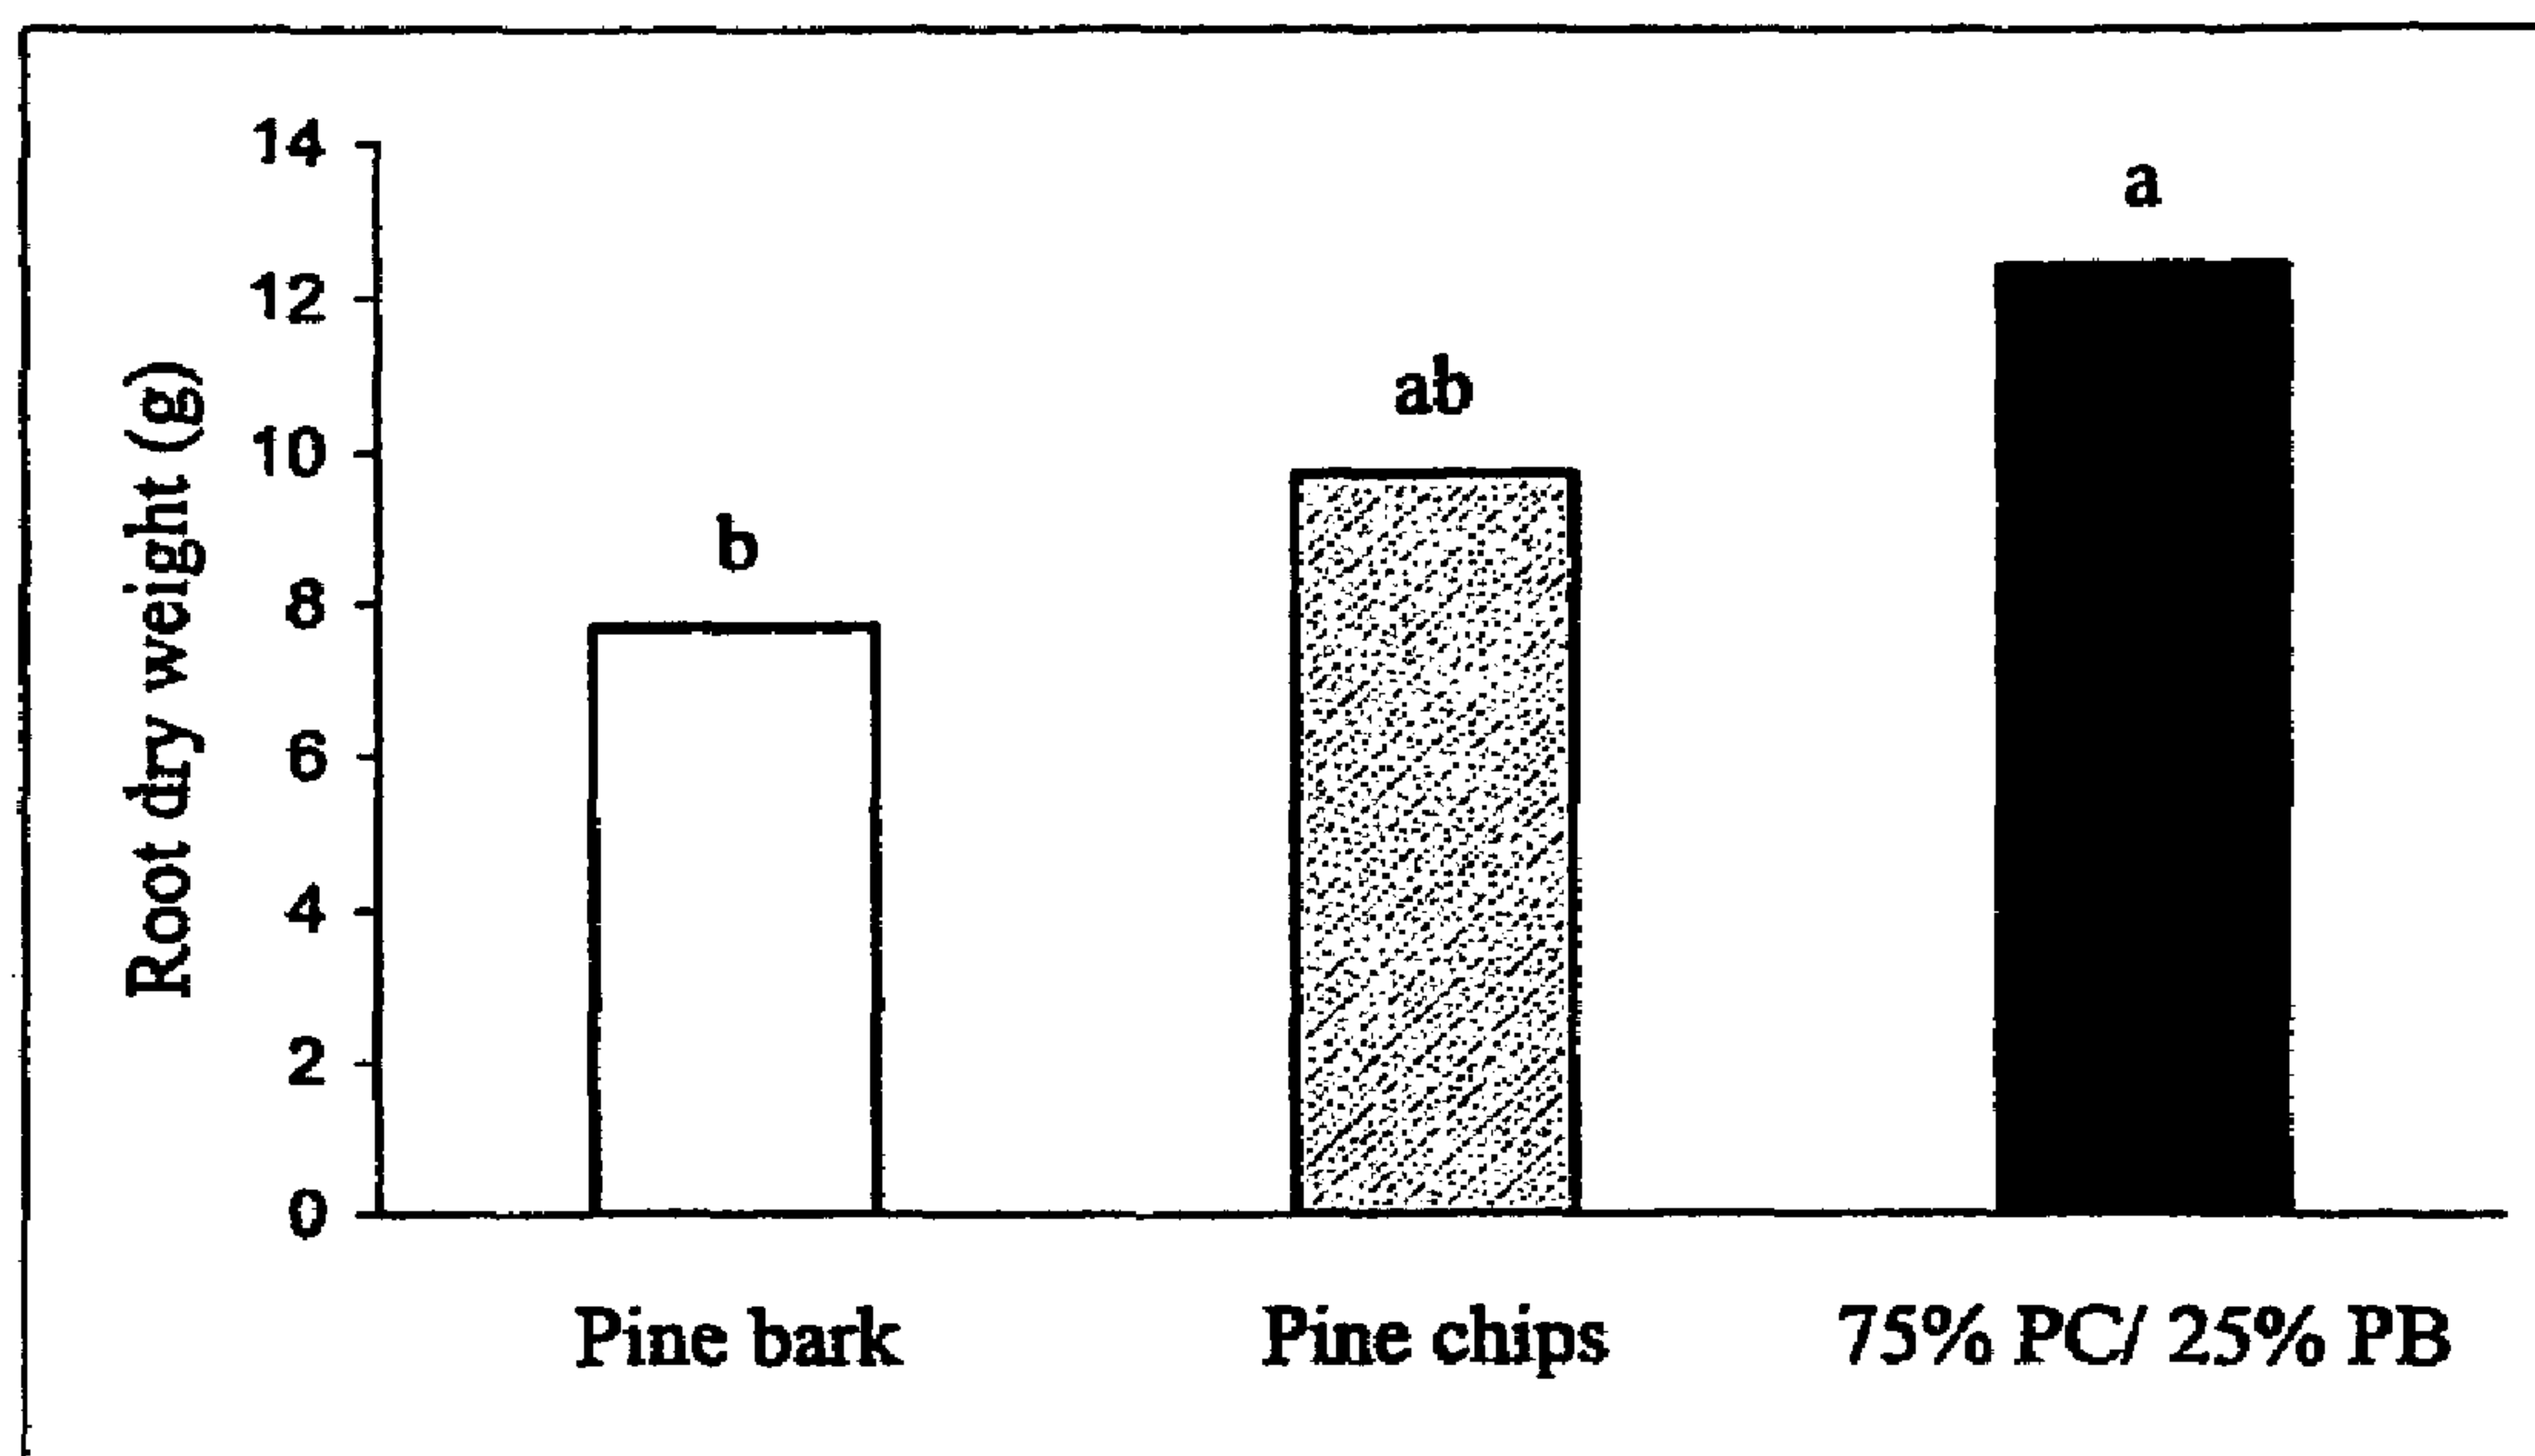 Root dry weight (g)
14
12
10
8
6
4
2
0
b
ab
a
Pine bark
Pine chips
75% PC/ 25% PB